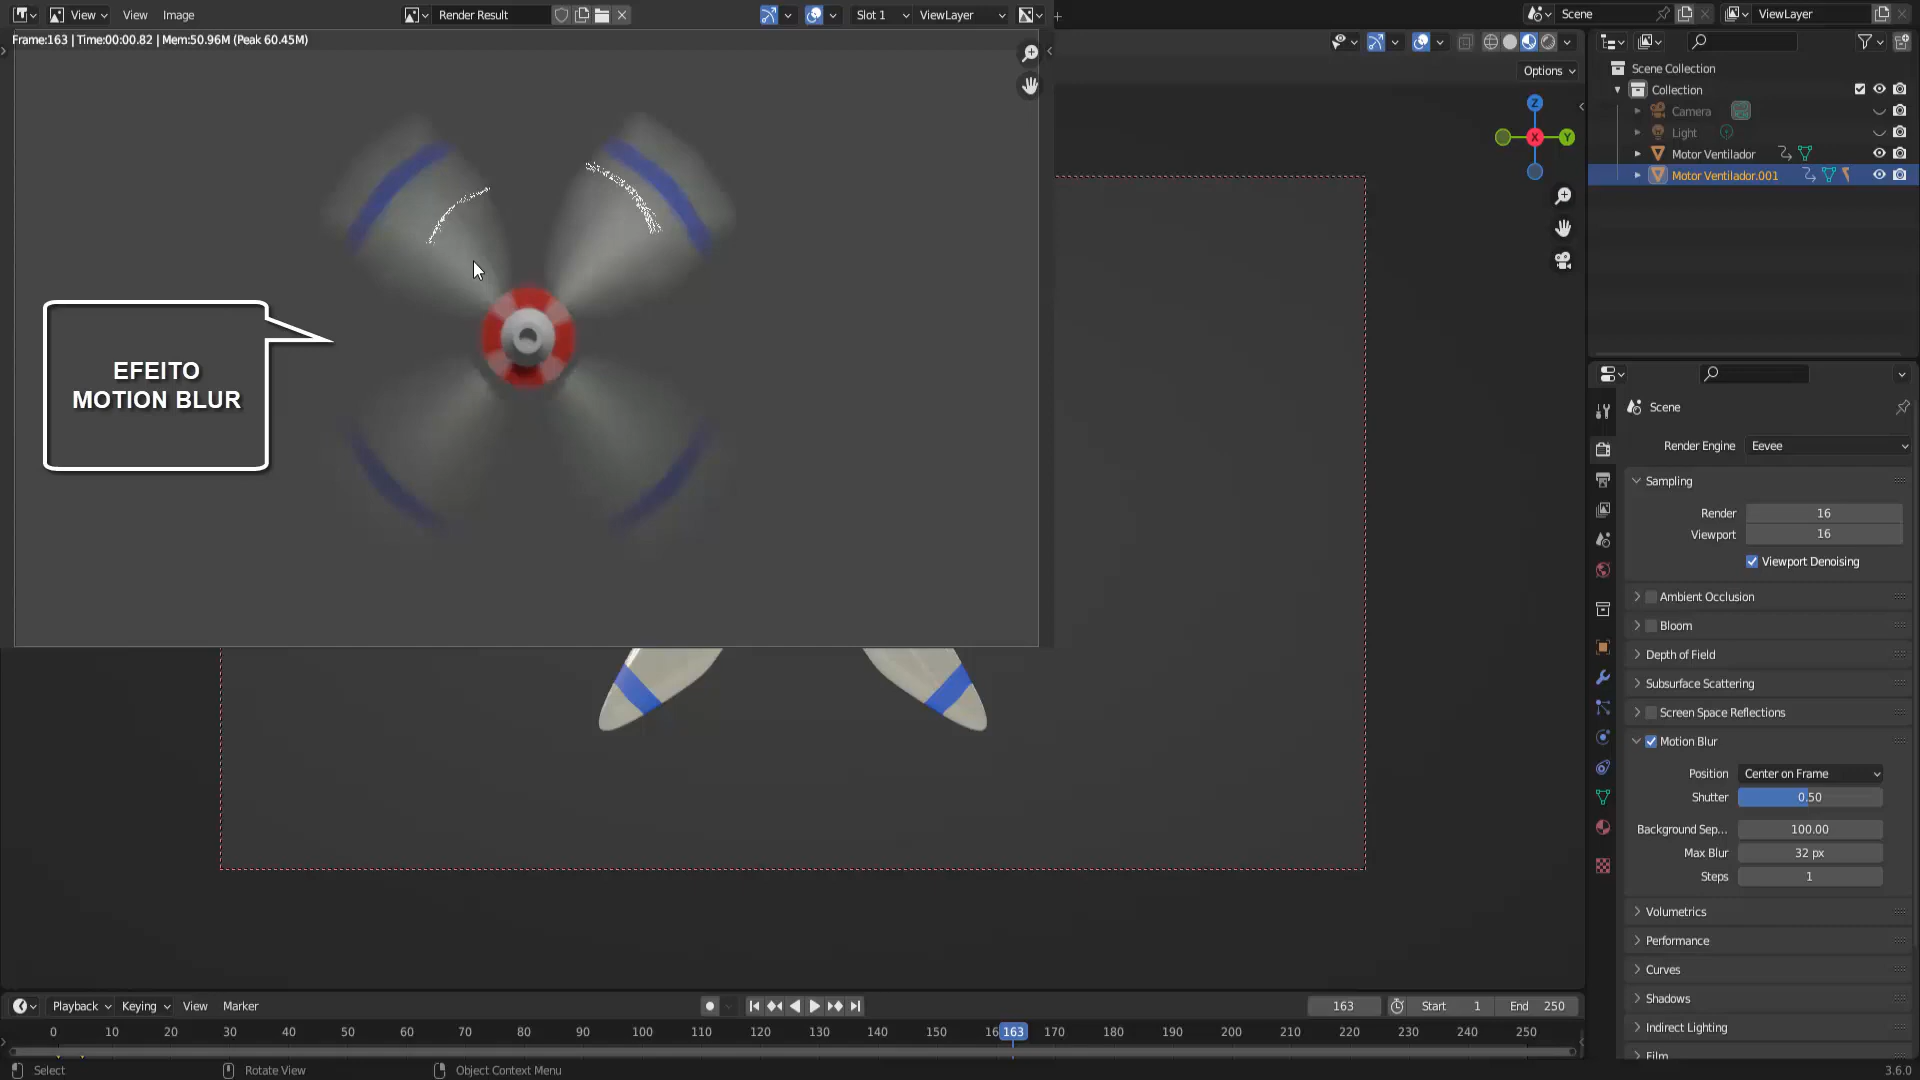 View
View
Image
Render Result
Slot 1
ViewLayer
Scene
ViewLayer
Frame:163 | Time:00:00.82 | Mem:50.96M (Peak 60.45M)
Options
Z
X
Y
Scene Collection
Collection
Camera
Light
Motor Ventilador
Motor Ventilador.001
EFEITO
MOTION BLUR
Scene
Render Engine
Eevee
Sampling
Render
16
Viewport
16
Viewport Denoising
Ambient Occlusion
Bloom
Depth of Field
Subsurface Scattering
Screen Space Reflections
Motion Blur
Position
Center on Frame
Shutter
0.50
Background Sep...
100.00
Max Blur
32 px
Steps
1
Volumetrics
Performance
Curves
Shadows
Indirect Lighting
Film
Playback
Keying
View
Marker
163
Start 1
End 250
0 10 20 30 40 50 60 70 80 90 100 110 120 130 140 150 16 163 170 180 190 200 210 220 230 240 250
Select
Rotate View
Object Context Menu
3.6.0